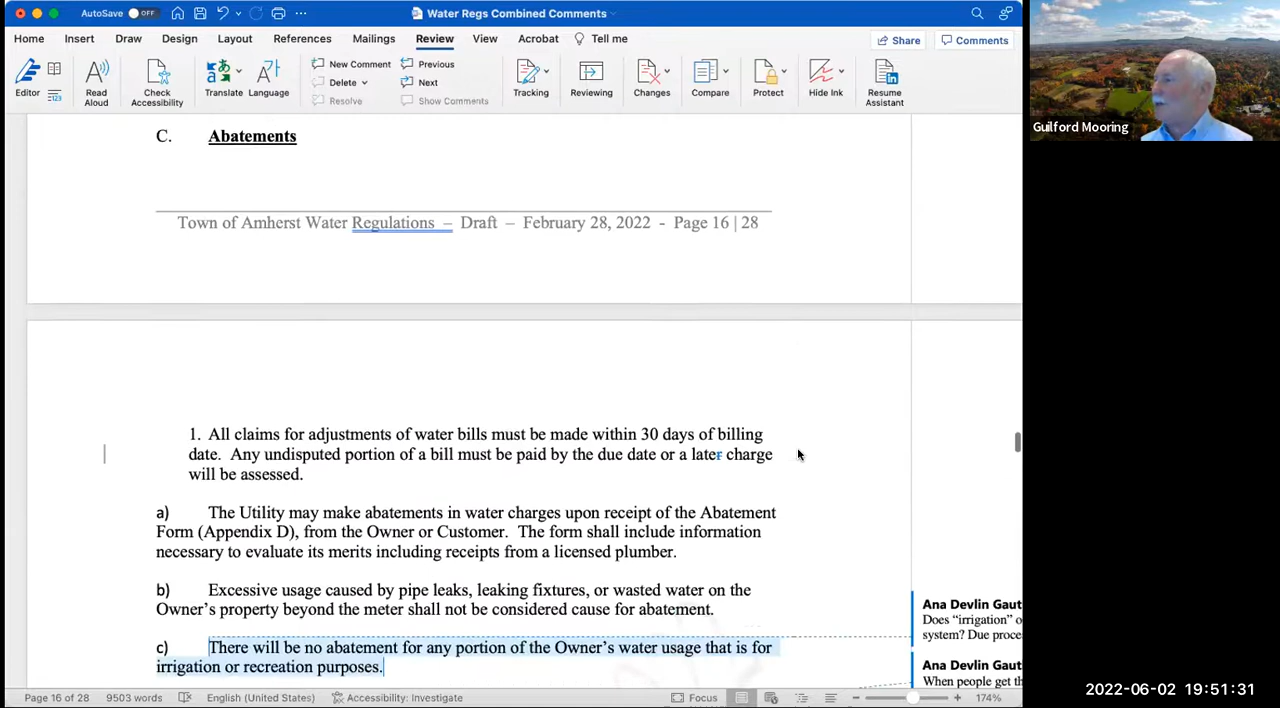 AutoSave OFF
Water Regs Combined Comments
Home Insert Draw Design Layout References Mailings Review View Acrobat Tell me Share Comments
Editor
Read Aloud
Check Accessibility
Translate
Language
New Comment
Delete
Resolve
Previous
Next
Show Comments
Tracking
Reviewing
Changes
Compare
Protect
Hide Ink
Resume Assistant
Guilford Mooring
C. Abatements
Town of Amherst Water Regulations – Draft – February 28, 2022 - Page 16 | 28
1. All claims for adjustments of water bills must be made within 30 days of billing
date. Any undisputed portion of a bill must be paid by the due date or a later charge
will be assessed.
a) The Utility may make abatements in water charges upon receipt of the Abatement
Form (Appendix D), from the Owner or Customer. The form shall include information
necessary to evaluate its merits including receipts from a licensed plumber.
b) Excessive usage caused by pipe leaks, leaking fixtures, or wasted water on the
Owner's property beyond the meter shall not be considered cause for abatement.
c) There will be no abatement for any portion of the Owner's water usage that is for
irrigation or recreation purposes.
Ana Devlin Gaut
Does "irrigation" o
system? Due proce
Ana Devlin Gaut
When people get th
Page 16 of 28 9503 words English (United States) Accessibility: Investigate Focus 174%
2022-06-02 19:51:31